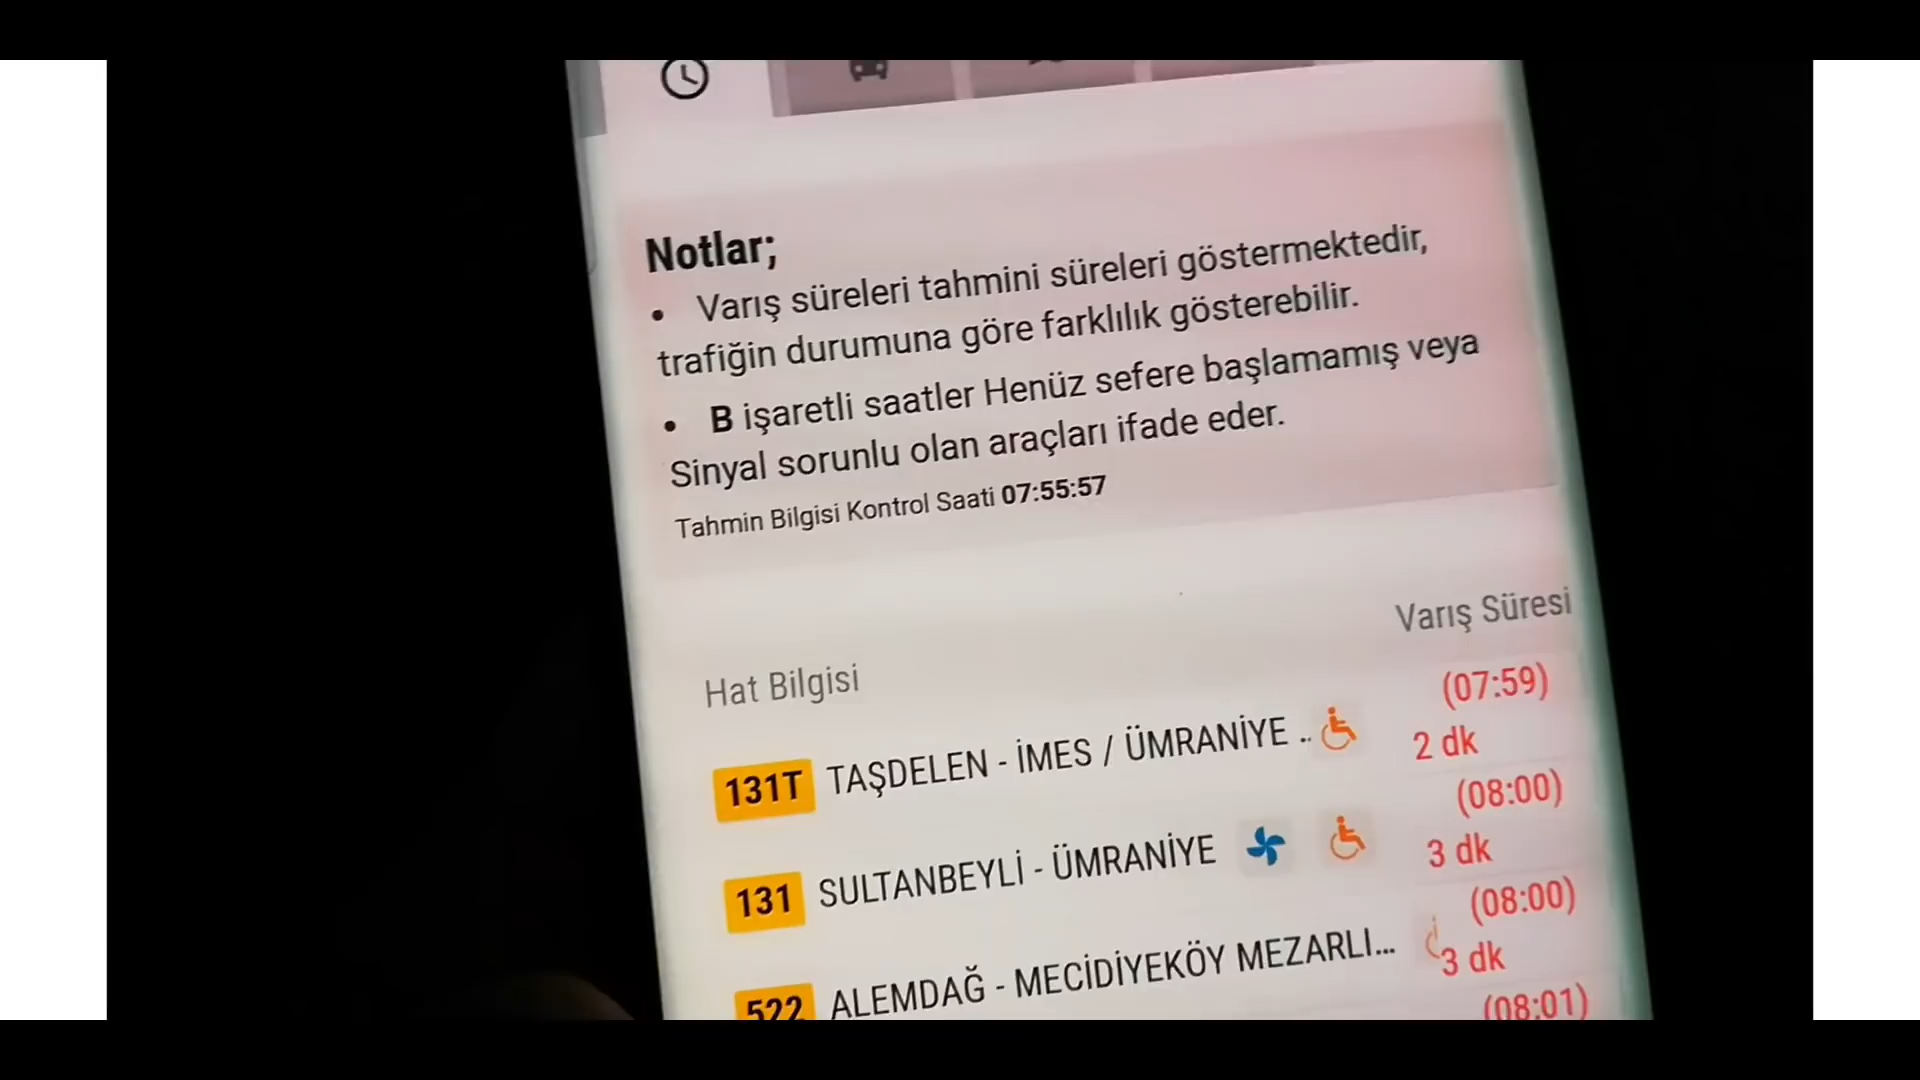 Notlar;
• Varış süreleri tahmini süreleri göstermektedir,
trafiğin durumuna göre farklılık gösterebilir.
• B işaretli saatler Henüz sefere başlamamış veya
Sinyal sorunlu olan araçları ifade eder.
Tahmin Bilgisi Kontrol Saati 07:55:57
Hat Bilgisi Varış Süresi
(07:59)
131T TAŞDELEN - İMES / ÜMRANİYE .. 2 dk
(08:00)
131 SULTANBEYLİ - ÜMRANİYE 3 dk
(08:00)
522 ALEMDAĞ - MECİDİYEKÖY MEZARLI... 3 dk
(08:01)